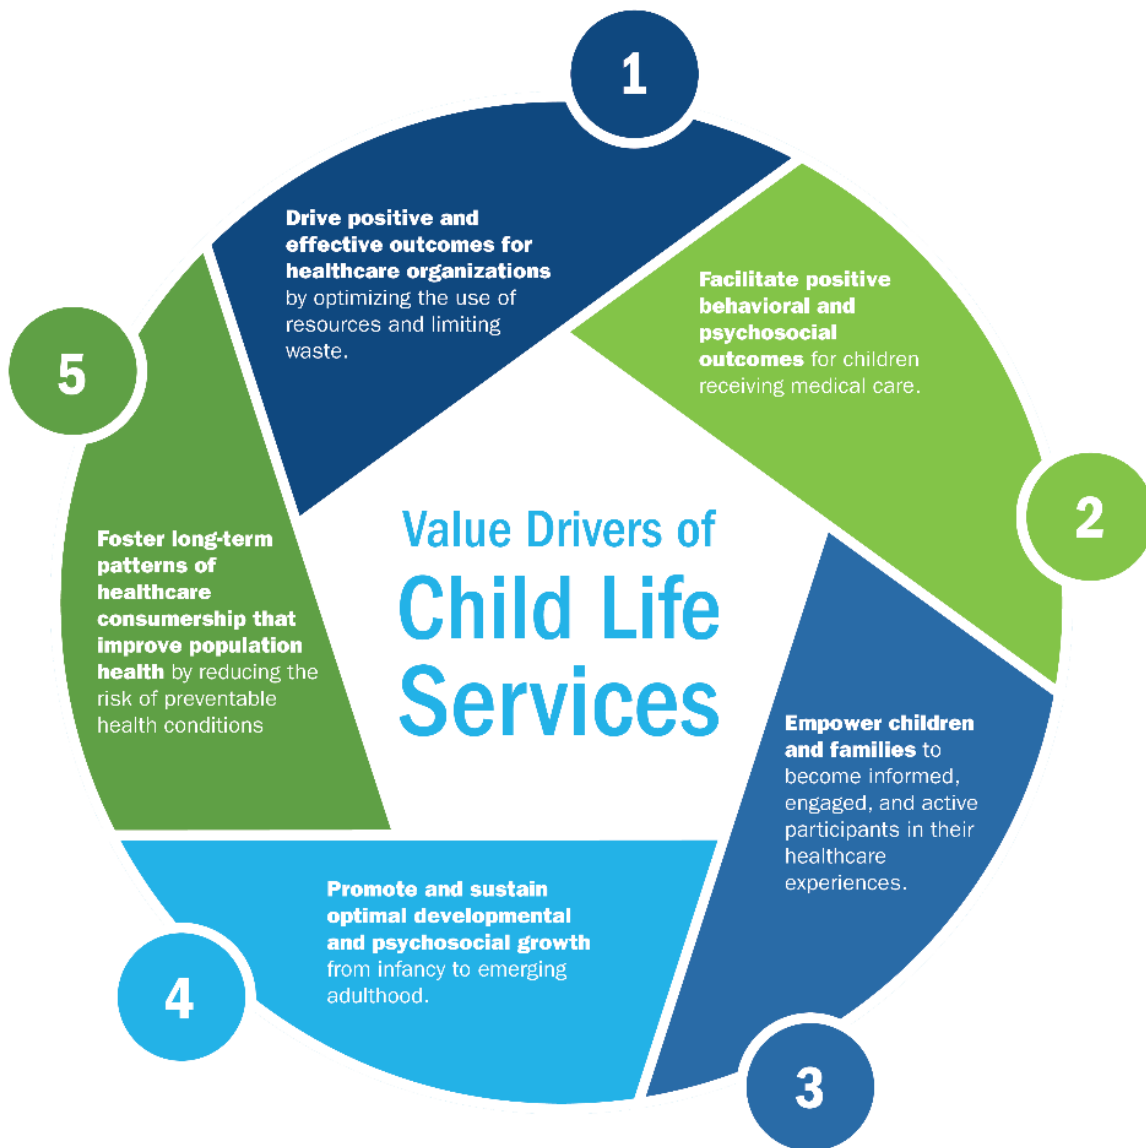 1
Drive positive and
effective outcomes for
healthcare organizations
by optimizing the use of
resources and limiting
waste.
2
Facilitate positive
behavioral and
psychosocial
outcomes for children
receiving medical care.
3
Empower children
and families to
become informed,
engaged, and active
participants in their
healthcare
experiences.
4
Promote and sustain
optimal developmental
and psychosocial growth
from infancy to emerging
adulthood.
5
Foster long-term
patterns of
healthcare
consumership that
improve population
health by reducing the
risk of preventable
health conditions
Value Drivers of
Child Life
Services